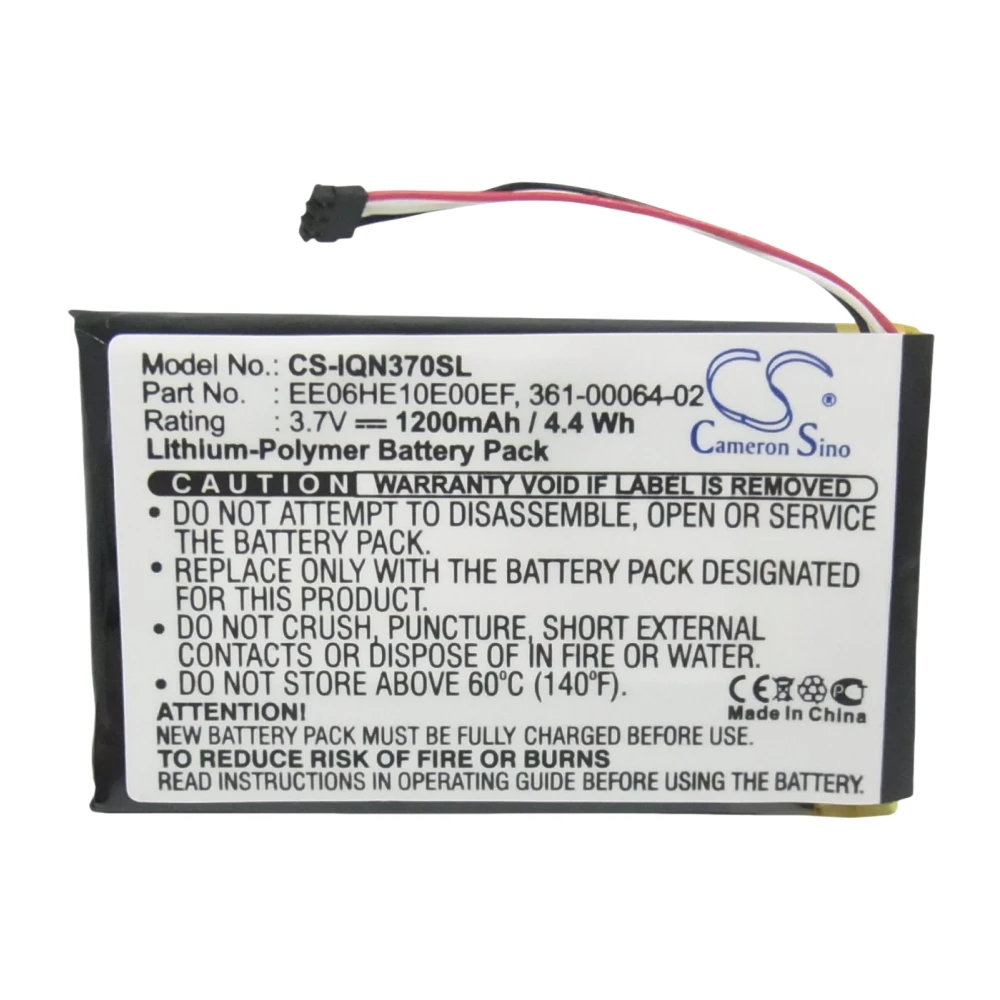 Model No.: CS-IQN370SL
Part No. : EE06HE10E00EF, 361-00064-02
Rating : 3.7V 1200mAh / 4.4 Wh
Lithium-Polymer Battery Pack
CS ®
Cameron Sino
CAUTION WARRANTY VOID IF LABEL IS REMOVED
• DO NOT ATTEMPT TO DISASSEMBLE, OPEN OR SERVICE
THE BATTERY PACK.
• REPLACE ONLY WITH THE BATTERY PACK DESIGNATED
FOR THIS PRODUCT.
• DO NOT CRUSH, PUNCTURE, SHORT EXTERNAL
CONTACTS OR DISPOSE OF IN FIRE OR WATER.
• DO NOT STORE ABOVE 60°C (140°F).
CE
Made In China
ATTENTION!
NEW BATTERY PACK MUST BE FULLY CHARGED BEFORE USE.
TO REDUCE RISK OF FIRE OR BURNS
READ INSTRUCTIONS IN OPERATING GUIDE BEFORE USING BATTERY.